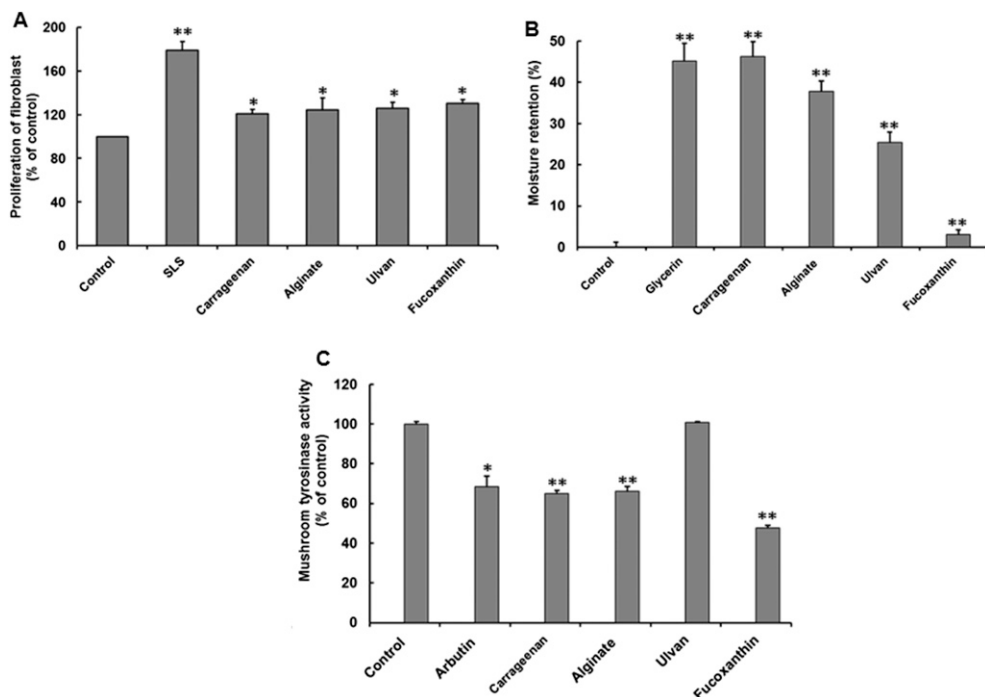 A
Proliferation of fibroblast
(% of control)
200
160
120
80
40
0
**
*
*
*
*
Control
SLS
Carrageenan
Alginate
Ulvan
Fucoxanthin
B
Moisture retention (%)
50
40
30
20
10
0
**
**
**
**
**
Control
Glycerin
Carrageenan
Alginate
Ulvan
Fucoxanthin
C
Mushroom tyrosinase activity
(% of control)
120
100
80
60
40
20
0
*
**
**
**
Control
Arbutin
Carrageenan
Alginate
Ulvan
Fucoxanthin